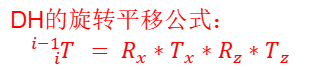 DH的旋转平移公式：
^{i-1}_{i}T = R_x * T_x * R_z * T_z